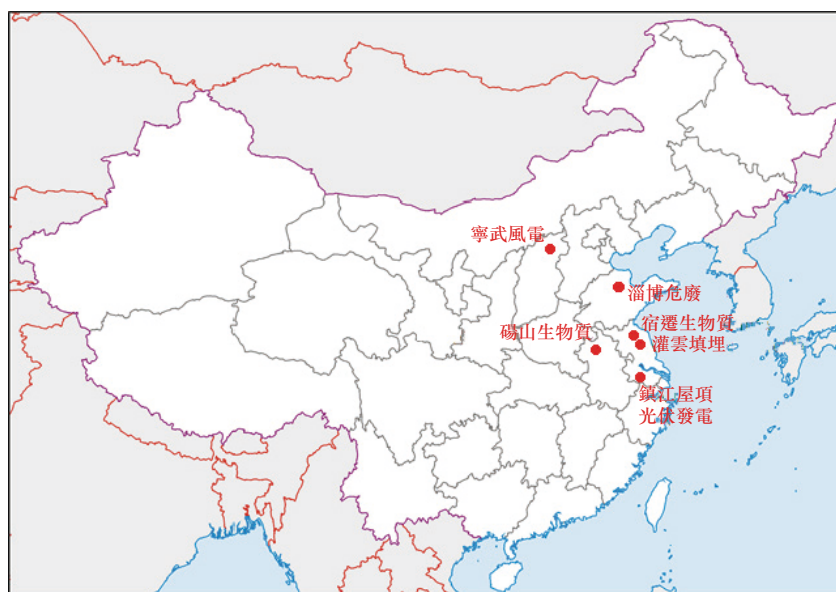 寧武風電
淄博危廢
宿遷生物質
碭山生物質
灌雲填埋
鎮江屋項
光伏發電